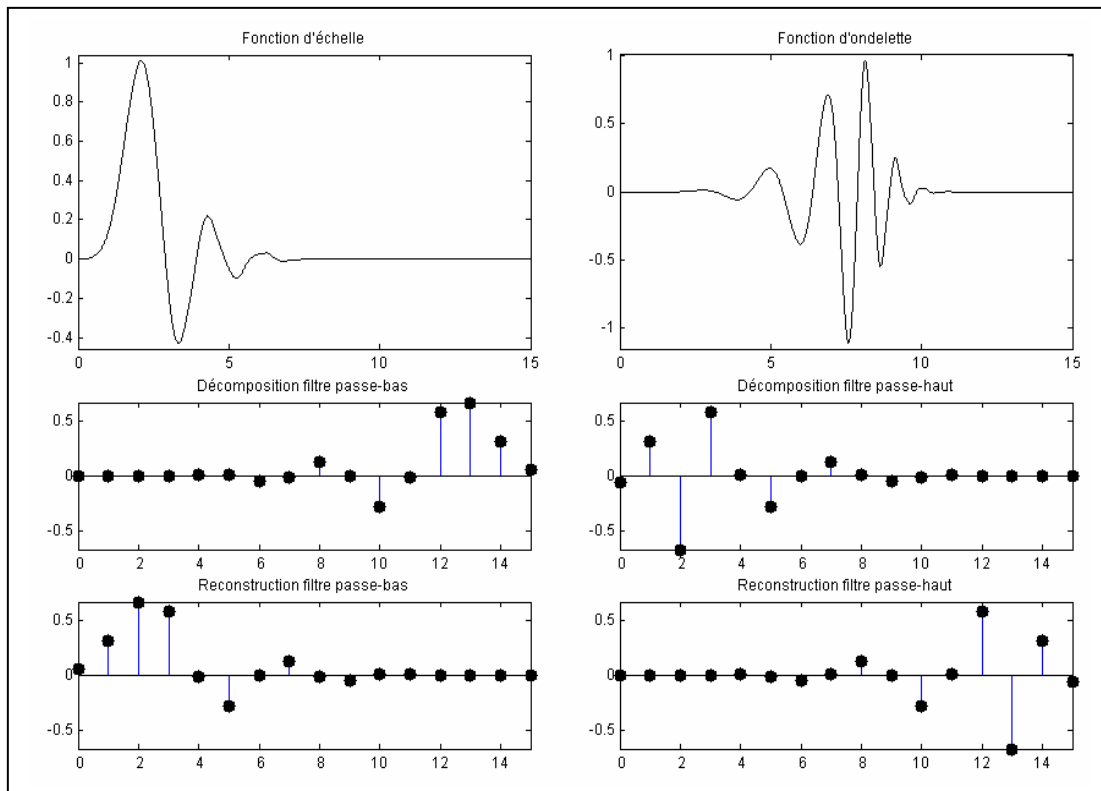 Fonction d'échelle
Fonction d'ondelette
1
0.8
0.6
0.4
0.2
0
-0.2
-0.4
0 5 10 15
1
0.5
0
-0.5
-1
0 5 10 15
Décomposition filtre passe-bas
Décomposition filtre passe-haut
0.5
0
-0.5
0 2 4 6 8 10 12 14
0.5
0
-0.5
0 2 4 6 8 10 12 14
Reconstruction filtre passe-bas
Reconstruction filtre passe-haut
0.5
0
-0.5
0 2 4 6 8 10 12 14
0.5
0
-0.5
0 2 4 6 8 10 12 14